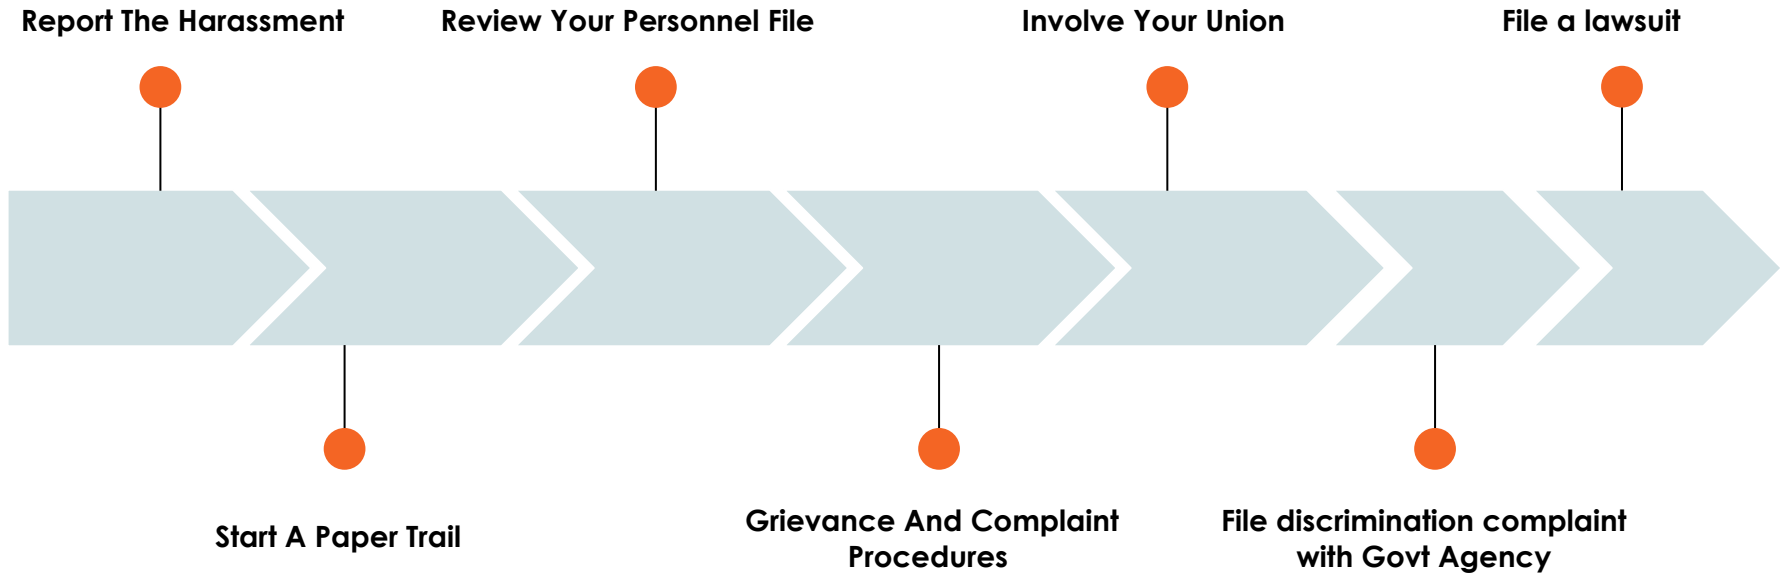 Report The Harassment
Review Your Personnel File
Involve Your Union
File a lawsuit
Start A Paper Trail
Grievance And Complaint
Procedures
File discrimination complaint
with Govt Agency